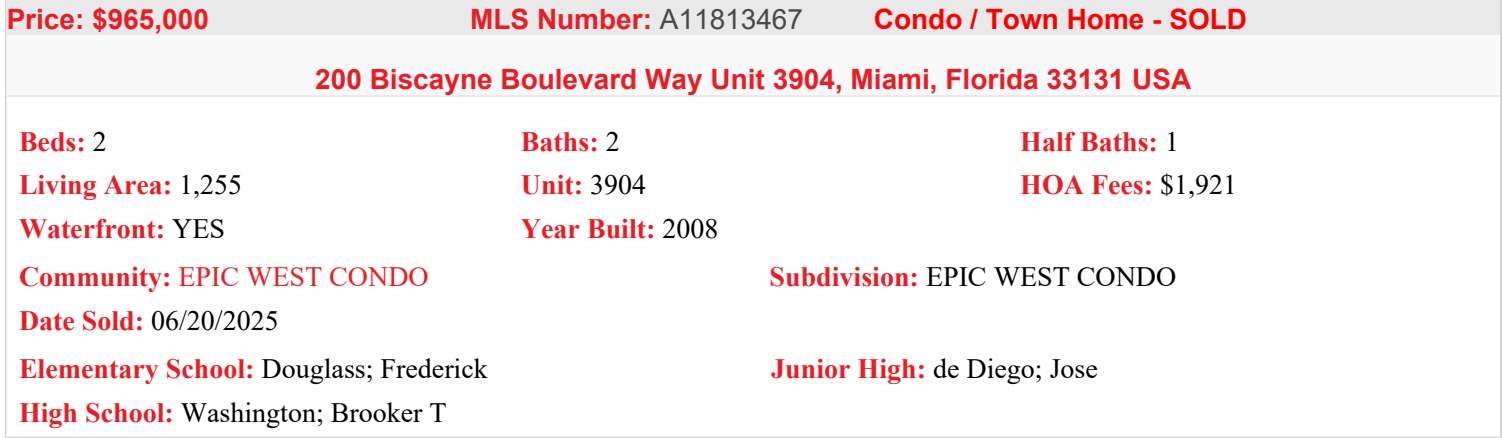 Price: $965,000 MLS Number: A11813467 Condo / Town Home - SOLD
200 Biscayne Boulevard Way Unit 3904, Miami, Florida 33131 USA
Beds: 2 Baths: 2 Half Baths: 1
Living Area: 1,255 Unit: 3904 HOA Fees: $1,921
Waterfront: YES Year Built: 2008
Community: EPIC WEST CONDO Subdivision: EPIC WEST CONDO
Date Sold: 06/20/2025
Elementary School: Douglass; Frederick Junior High: de Diego; Jose
High School: Washington; Brooker T